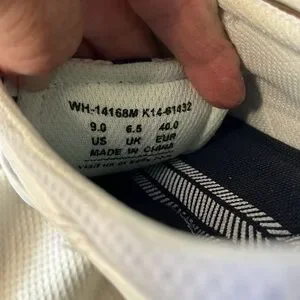 WH-14168M K14-61432
9.0 6.5 40.0
US UK EUR
MADE IN CHINA